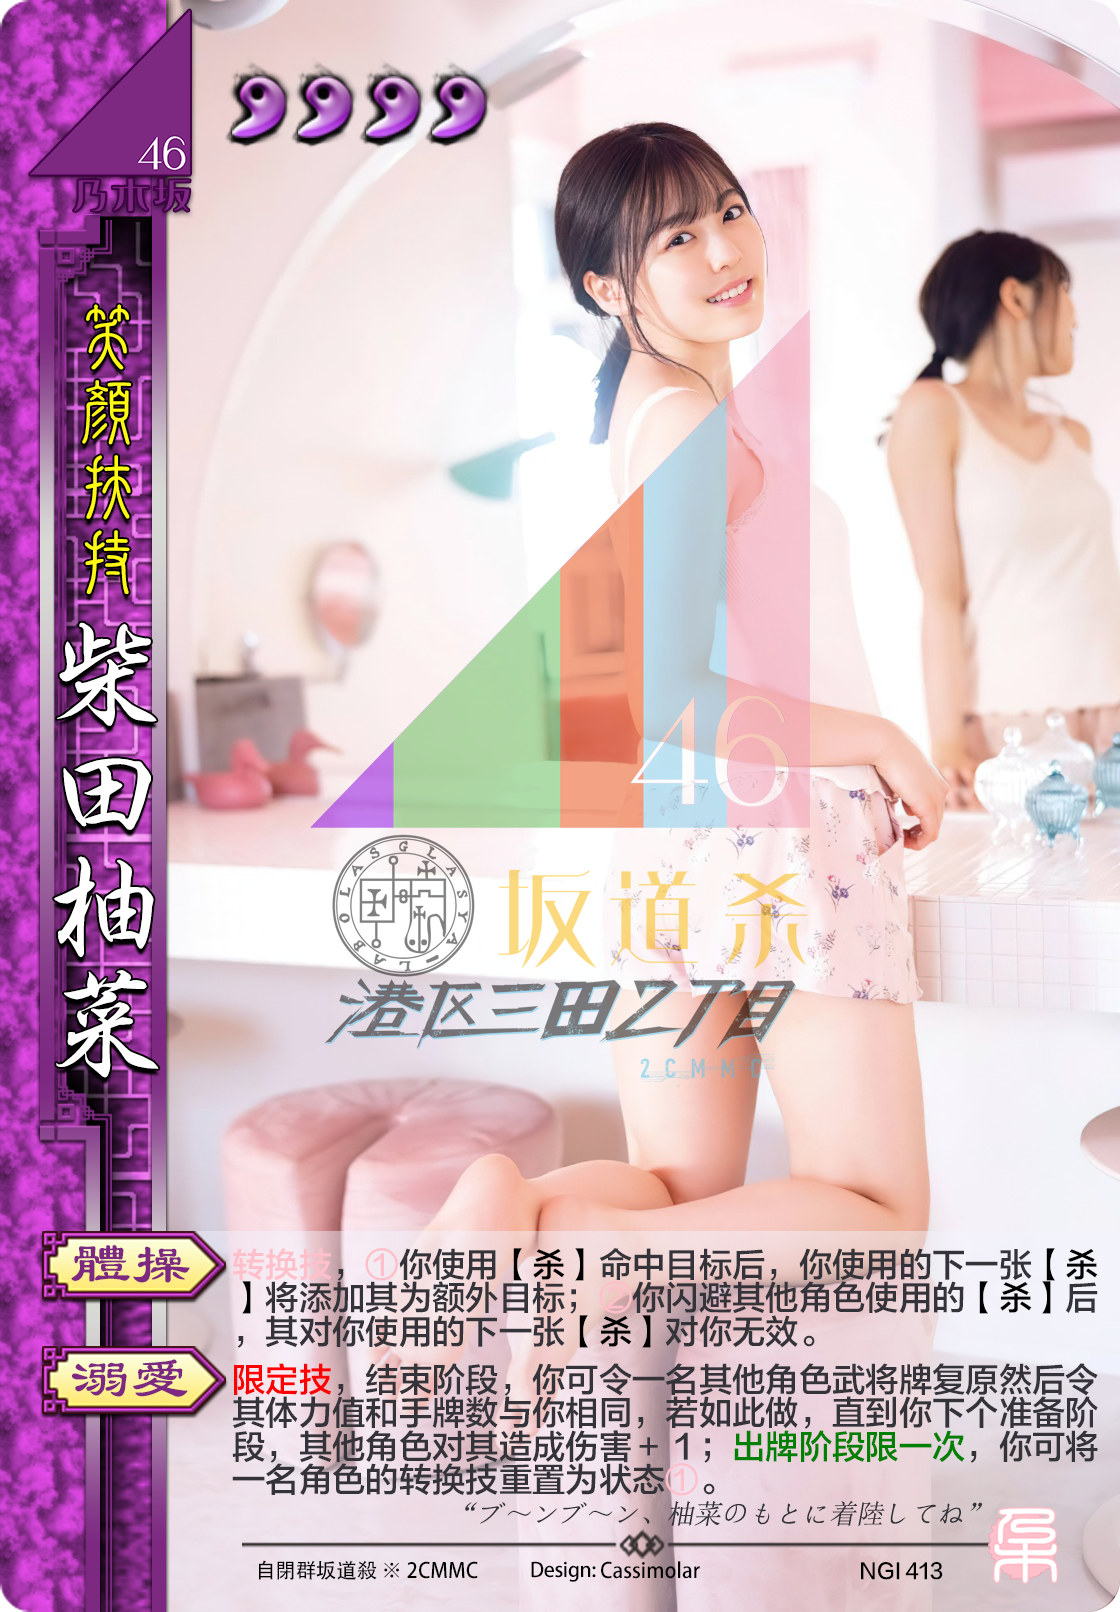 46
乃木坂
笑顔扶持
柴田柚菜
46
LABOLAS GLASYA
坂道杀
港区三田乙丁目
2CMMC
體操
转换技，①你使用【杀】命中目标后，你使用的下一张【杀
】将添加其为额外目标；②你闪避其他角色使用的【杀】后
，其对你使用的下一张【杀】对你无效。
溺愛
限定技，结束阶段，你可令一名其他角色武将牌复原然后令
其体力值和手牌数与你相同，若如此做，直到你下个准备阶
段，其他角色对其造成伤害＋１；出牌阶段限一次，你可将
一名角色的转换技重置为状态①。
“ブ～ンブ～ン、柚菜のもとに着陸してね”
自閉群坂道殺 ※ 2CMMC
Design: Cassimolar
NGI 413